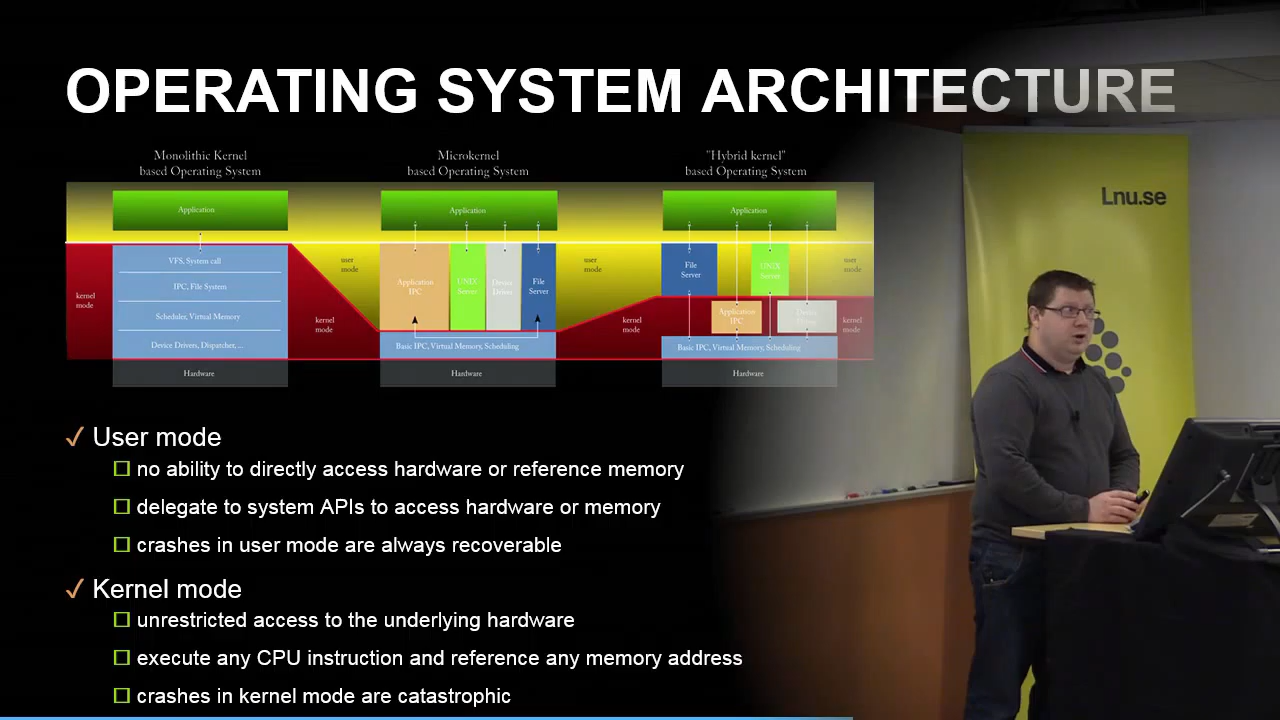 OPERATING SYSTEM ARCHITECTURE
Monolithic Kernel
based Operating System
Microkernel
based Operating System
"Hybrid kernel"
based Operating System
Application
Application
Application
VFS, System call
IPC, File System
Scheduler, Virtual Memory
Device Drivers, Dispatcher, ...
Hardware
kernel
mode
user
mode
kernel
mode
Application
IPC
UNIX
Server
Device
Driver
File
Server
Basic IPC, Virtual Memory, Scheduling
Hardware
user
mode
kernel
mode
File
Server
UNIX
Server
Application
IPC
Device
Driver
Basic IPC, Virtual Memory, Scheduling
Hardware
user
mode
kernel
mode
Lnu.se
✓ User mode
no ability to directly access hardware or reference memory
delegate to system APIs to access hardware or memory
crashes in user mode are always recoverable
✓ Kernel mode
unrestricted access to the underlying hardware
execute any CPU instruction and reference any memory address
crashes in kernel mode are catastrophic